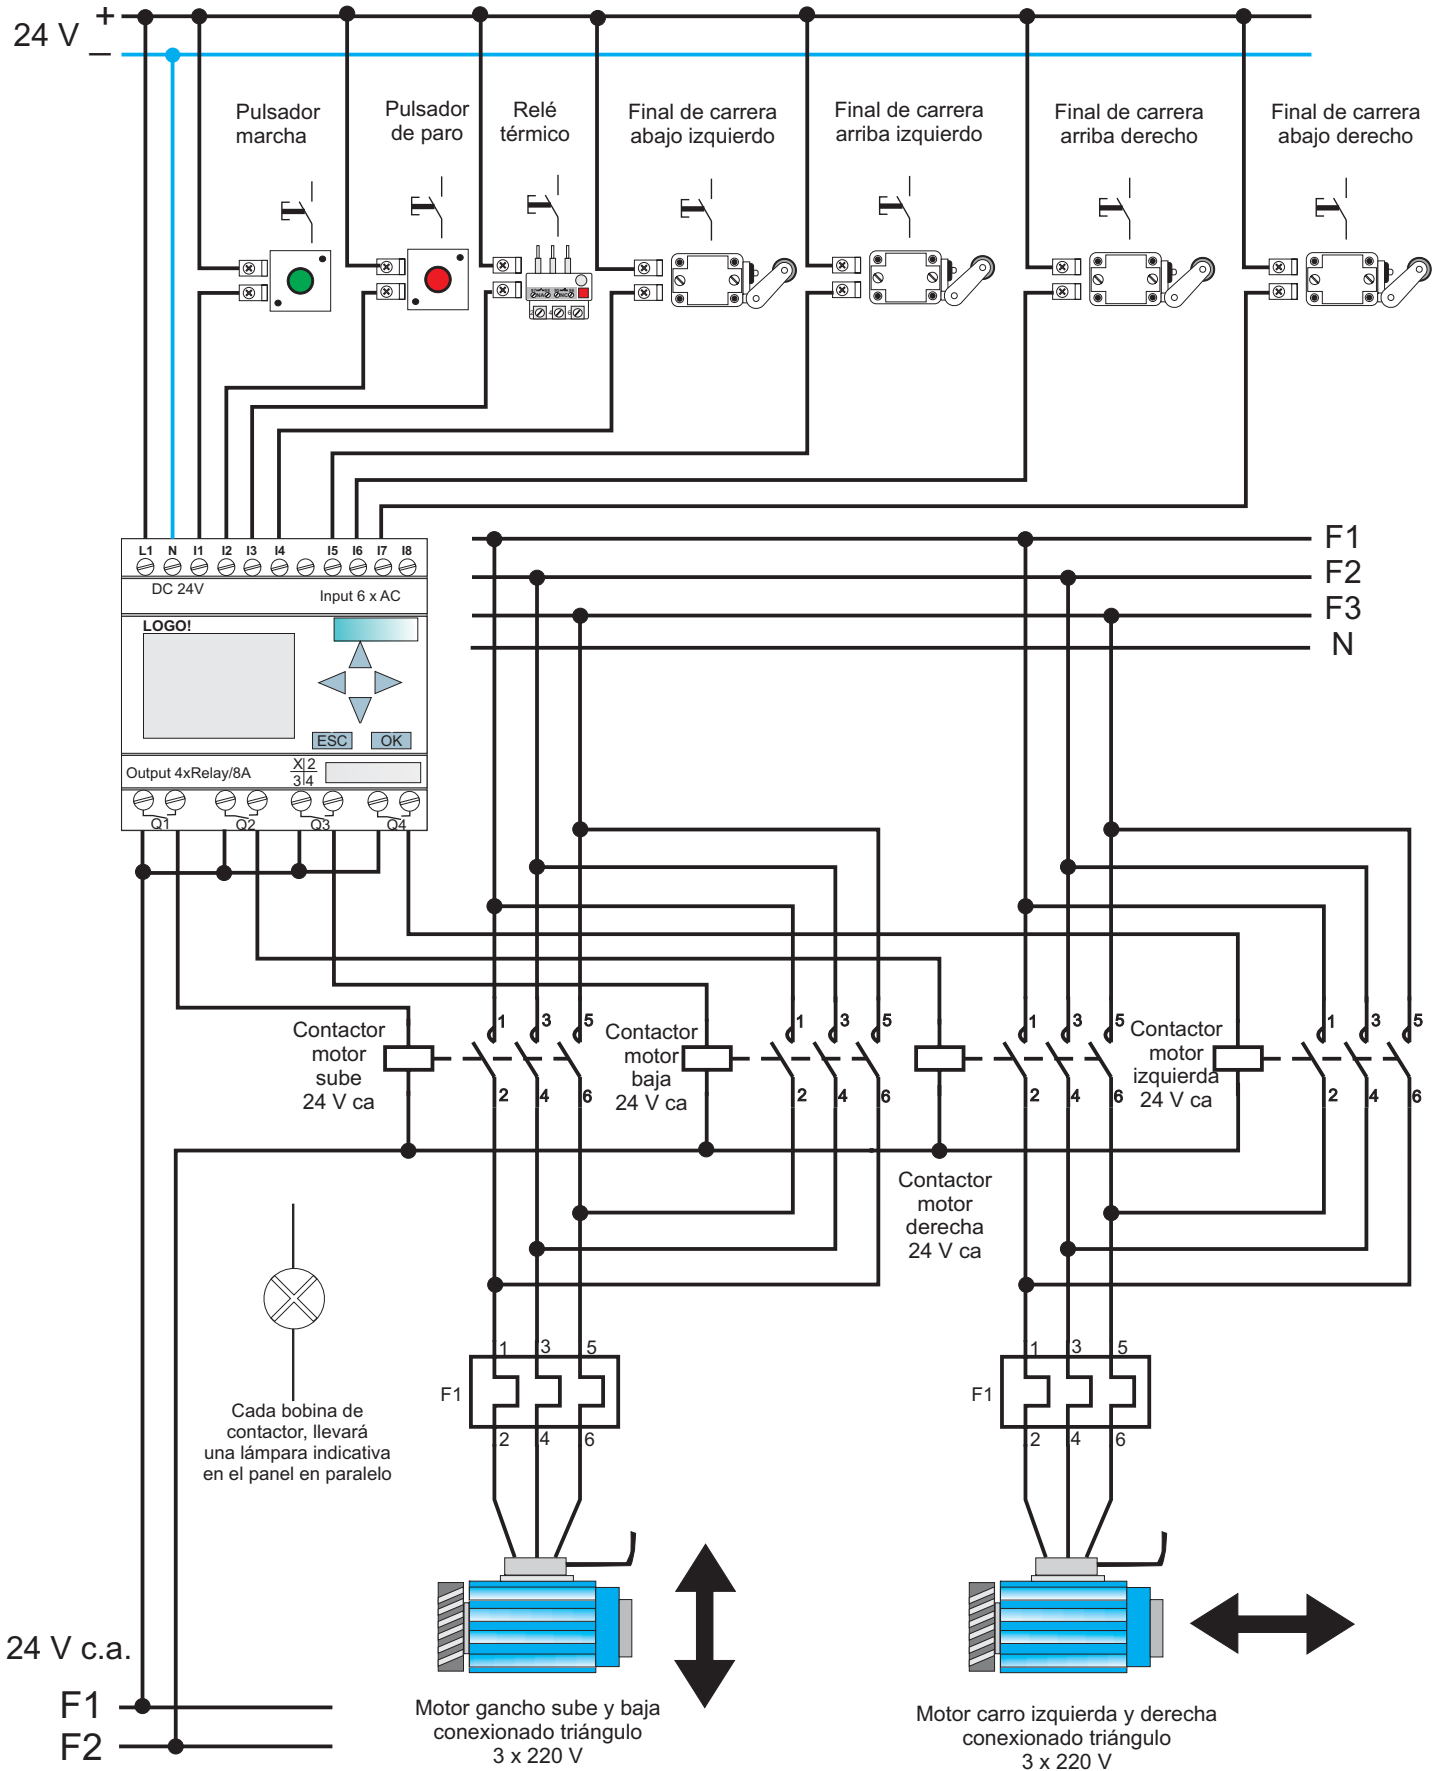 +
24 V
–
Pulsador
marcha
Pulsador
de paro
Relé
térmico
Final de carrera
abajo izquierdo
Final de carrera
arriba izquierdo
Final de carrera
arriba derecho
Final de carrera
abajo derecho
NA NC
2 4 6
L1 N I1 I2 I3 I4 I5 I6 I7 I8
DC 24V
Input 6 x AC
LOGO!
ESC OK
Output 4xRelay/8A
X 2
3 4
Q1 Q2 Q3 Q4
F1
F2
F3
N
Contactor
motor
sube
24 V ca
1 3 5
2 4 6
Contactor
motor
baja
24 V ca
1 3 5
2 4 6
Contactor
motor
derecha
24 V ca
1 3 5
2 4 6
Contactor
motor
izquierda
24 V ca
1 3 5
2 4 6
Cada bobina de
contactor, llevará
una lámpara indicativa
en el panel en paralelo
1 3 5
F1
2 4 6
1 3 5
F1
2 4 6
24 V c.a.
F1
F2
Motor gancho sube y baja
conexionado triángulo
3 x 220 V
Motor carro izquierda y derecha
conexionado triángulo
3 x 220 V